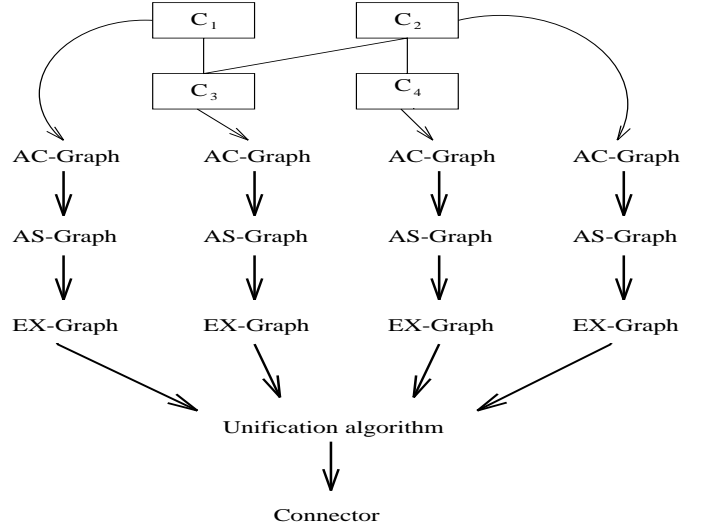 C1 C2
C3 C4
AC-Graph AC-Graph AC-Graph AC-Graph
AS-Graph AS-Graph AS-Graph AS-Graph
EX-Graph EX-Graph EX-Graph EX-Graph
Unification algorithm
Connector